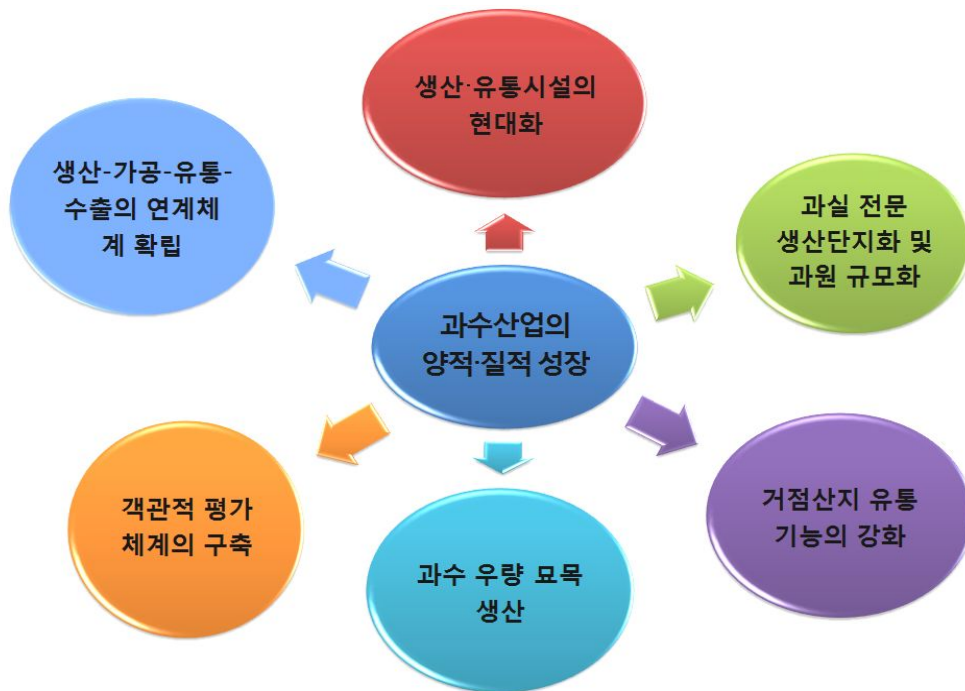 생산·유통시설의
현대화
생산-가공-유통-
수출의 연계체
계 확립
과실 전문
생산단지화 및
과원 규모화
과수산업의
양적·질적 성장
객관적 평가
체계의 구축
거점산지 유통
기능의 강화
과수 우량 묘목
생산